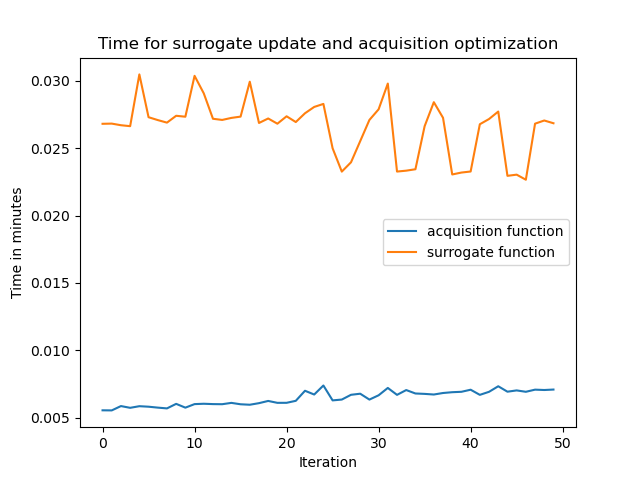 Time for surrogate update and acquisition optimization
0.030
0.025
0.020
0.015
0.010
0.005
Time in minutes
acquisition function
surrogate function
0 10 20 30 40 50
Iteration